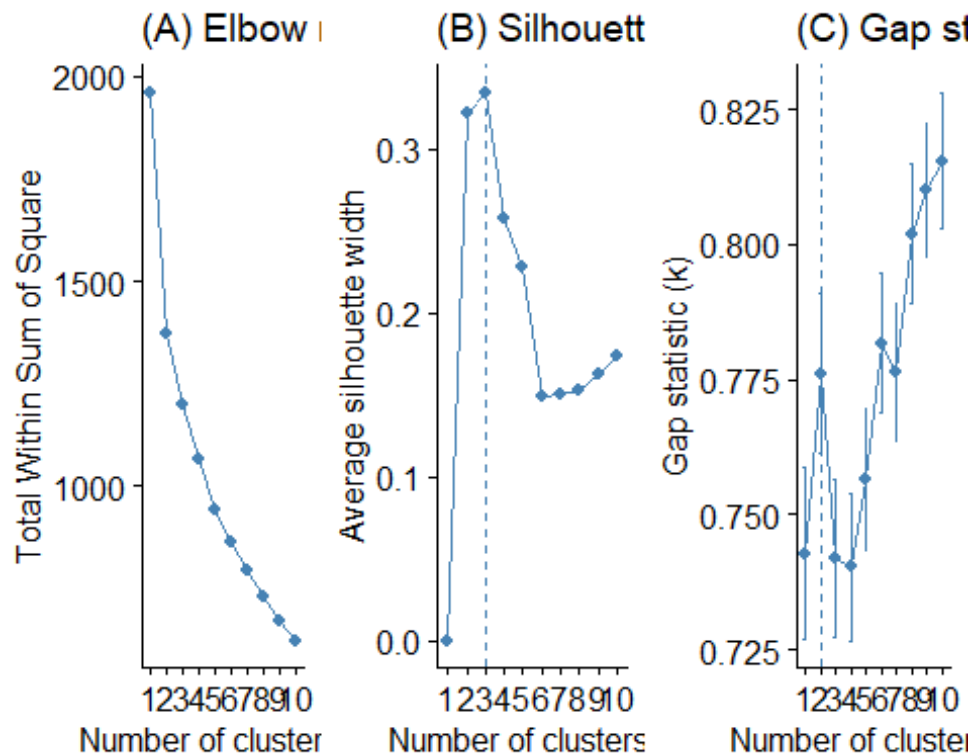 (A) Elbow
Total Within Sum of Square
2000
1500
1000
12345678910
Number of cluster
(B) Silhouett
Average silhouette width
0.3
0.2
0.1
0.0
12345678910
Number of clusters
(C) Gap st
Gap statistic (k)
0.825
0.800
0.775
0.750
0.725
12345678910
Number of cluster